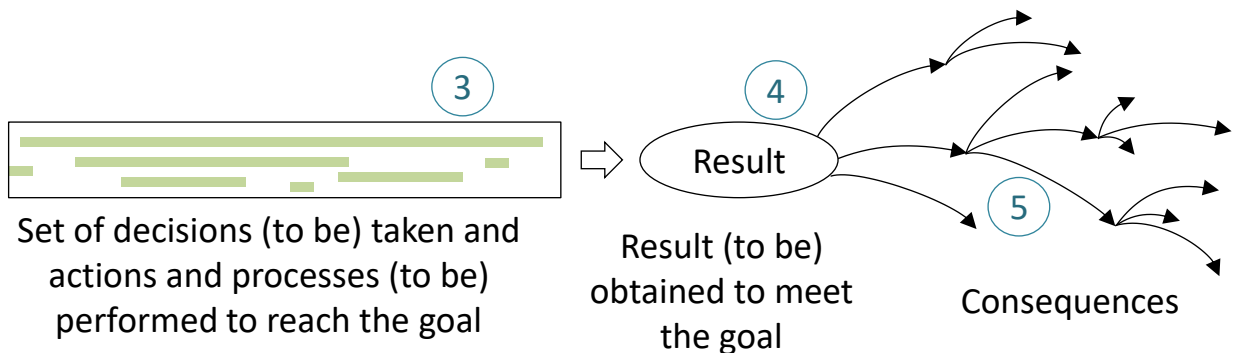 3
4
Result
5
Set of decisions (to be) taken and
actions and processes (to be)
performed to reach the goal
Result (to be)
obtained to meet
the goal
Consequences